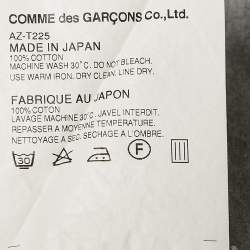 COMME des GARÇONS Co.,Ltd.
AZ-T225
MADE IN JAPAN
100% COTTON
MACHINE WASH 30°C. DO NOT BLEACH.
USE WARM IRON. DRY CLEAN. LINE DRY.
FABRIQUE AU JAPON
100% COTON
LAVAGE MACHINE 30°C. JAVEL INTERDIT.
REPASSER A MOYENNE TEMPERATURE.
NETTOYAGE A SEC. SECHAGE A L'OMBRE.
30 F